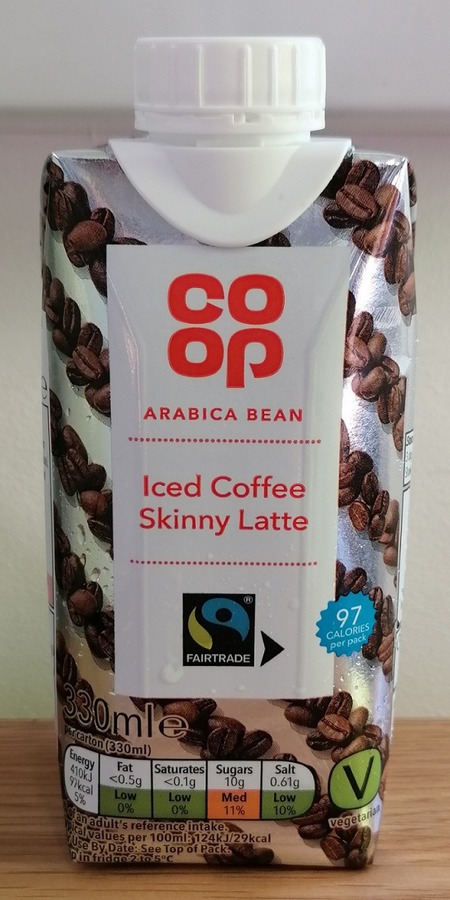 CO
OP
ARABICA BEAN
Iced Coffee
Skinny Latte
®
FAIRTRADE
97
CALORIES
per pack
330ml e
per carton (330ml)
Energy
410kJ
97kcal
5%
Fat
<0.5g
Low
0%
Saturates
<0.1g
Low
0%
Sugars
10g
Med
11%
Salt
0.61g
Low
10%
V
vegetarian
an adult's reference intake.
values per 100ml: 124kJ/29kcal
Use By Date: See Top of Pack.
in fridge 2 to 5°C